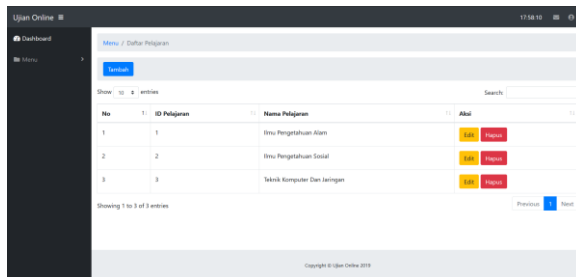 Ujian Online
17:58:10
Dashboard
Menu
Menu / Daftar Pelajaran
Tambah
Show 10 entries
Search:
No ID Pelajaran Nama Pelajaran Aksi
1 1 Ilmu Pengetahuan Alam Edit Hapus
2 2 Ilmu Pengetahuan Sosial Edit Hapus
3 3 Teknik Komputer Dan Jaringan Edit Hapus
Showing 1 to 3 of 3 entries
Previous 1 Next
Copyright © Ujian Online 2019